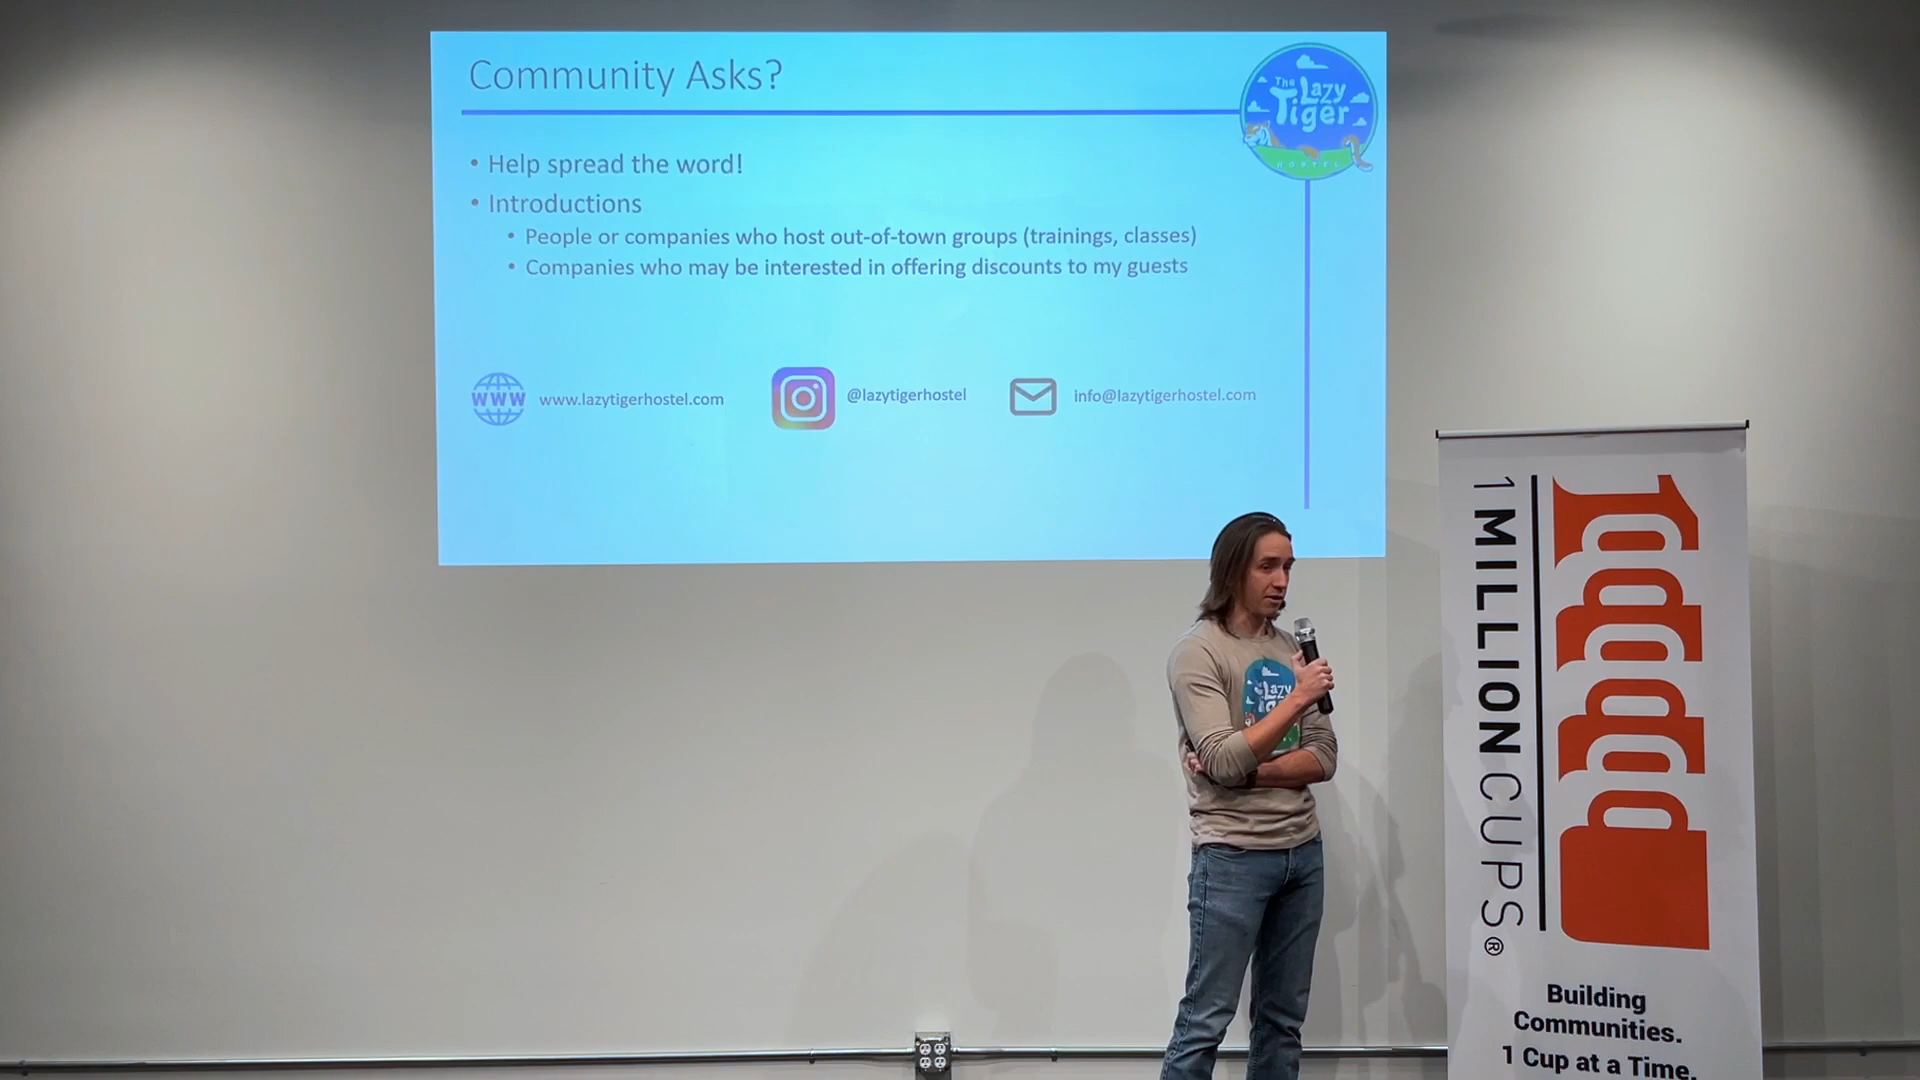 Community Asks?
The Lazy Tiger
HOSTEL
• Help spread the word!
• Introductions
• People or companies who host out-of-town groups (trainings, classes)
• Companies who may be interested in offering discounts to my guests
WWW
www.lazytigerhostel.com
@lazytigerhostel
info@lazytigerhostel.com
Lazy
1 MILLION CUPS®
Building
Communities.
1 Cup at a Time.